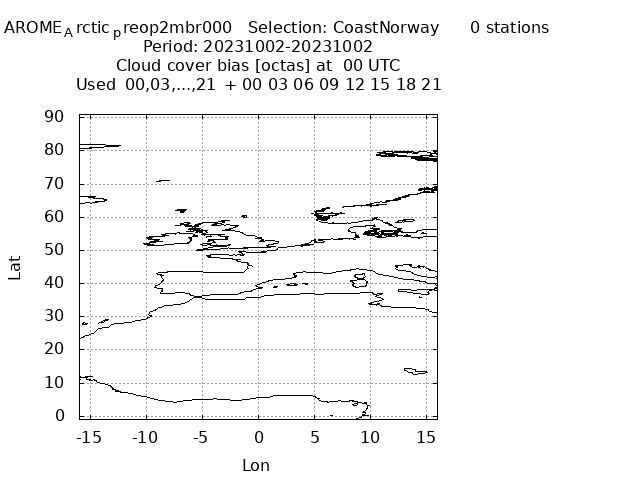 AROME_Arctic_preop2mbr000 Selection: CoastNorway 0 stations
Period: 20231002-20231002
Cloud cover bias [octas] at 00 UTC
Used 00,03,...,21 + 00 03 06 09 12 15 18 21
90
80
70
60
50
40
30
20
10
0
Lat
-15 -10 -5 0 5 10 15
Lon